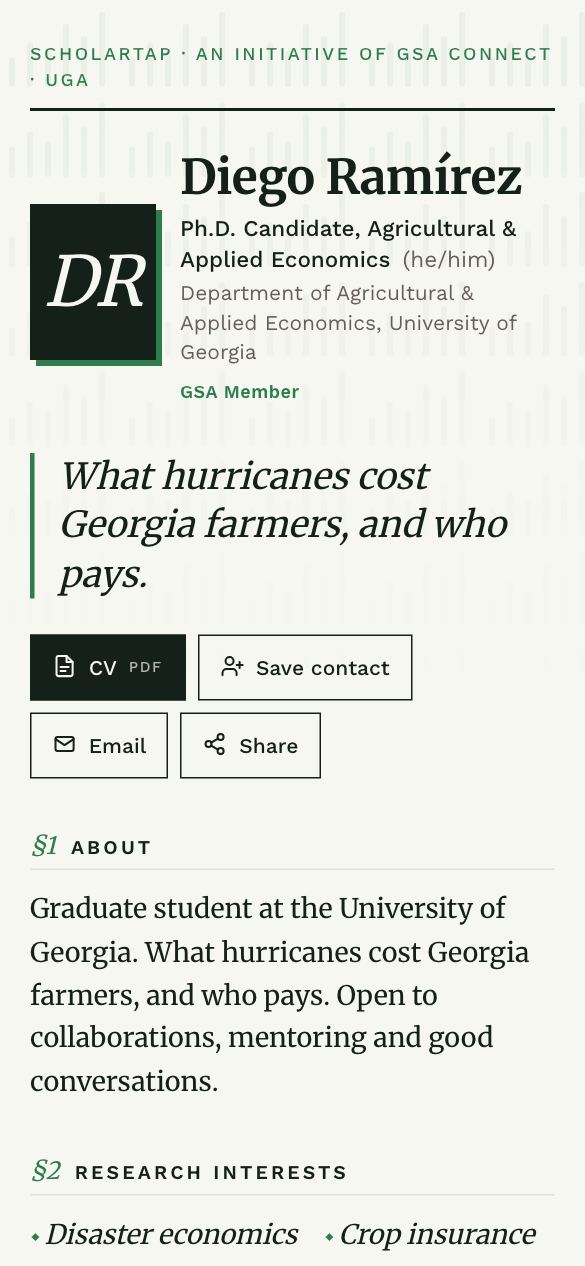 SCHOLARTAP · AN INITIATIVE OF GSA CONNECT
· UGA
Diego Ramírez
DR
Ph.D. Candidate, Agricultural &
Applied Economics (he/him)
Department of Agricultural &
Applied Economics, University of
Georgia
GSA Member
What hurricanes cost
Georgia farmers, and who
pays.
CV PDF
Save contact
Email
Share
§1 ABOUT
Graduate student at the University of
Georgia. What hurricanes cost Georgia
farmers, and who pays. Open to
collaborations, mentoring and good
conversations.
§2 RESEARCH INTERESTS
Disaster economics
Crop insurance